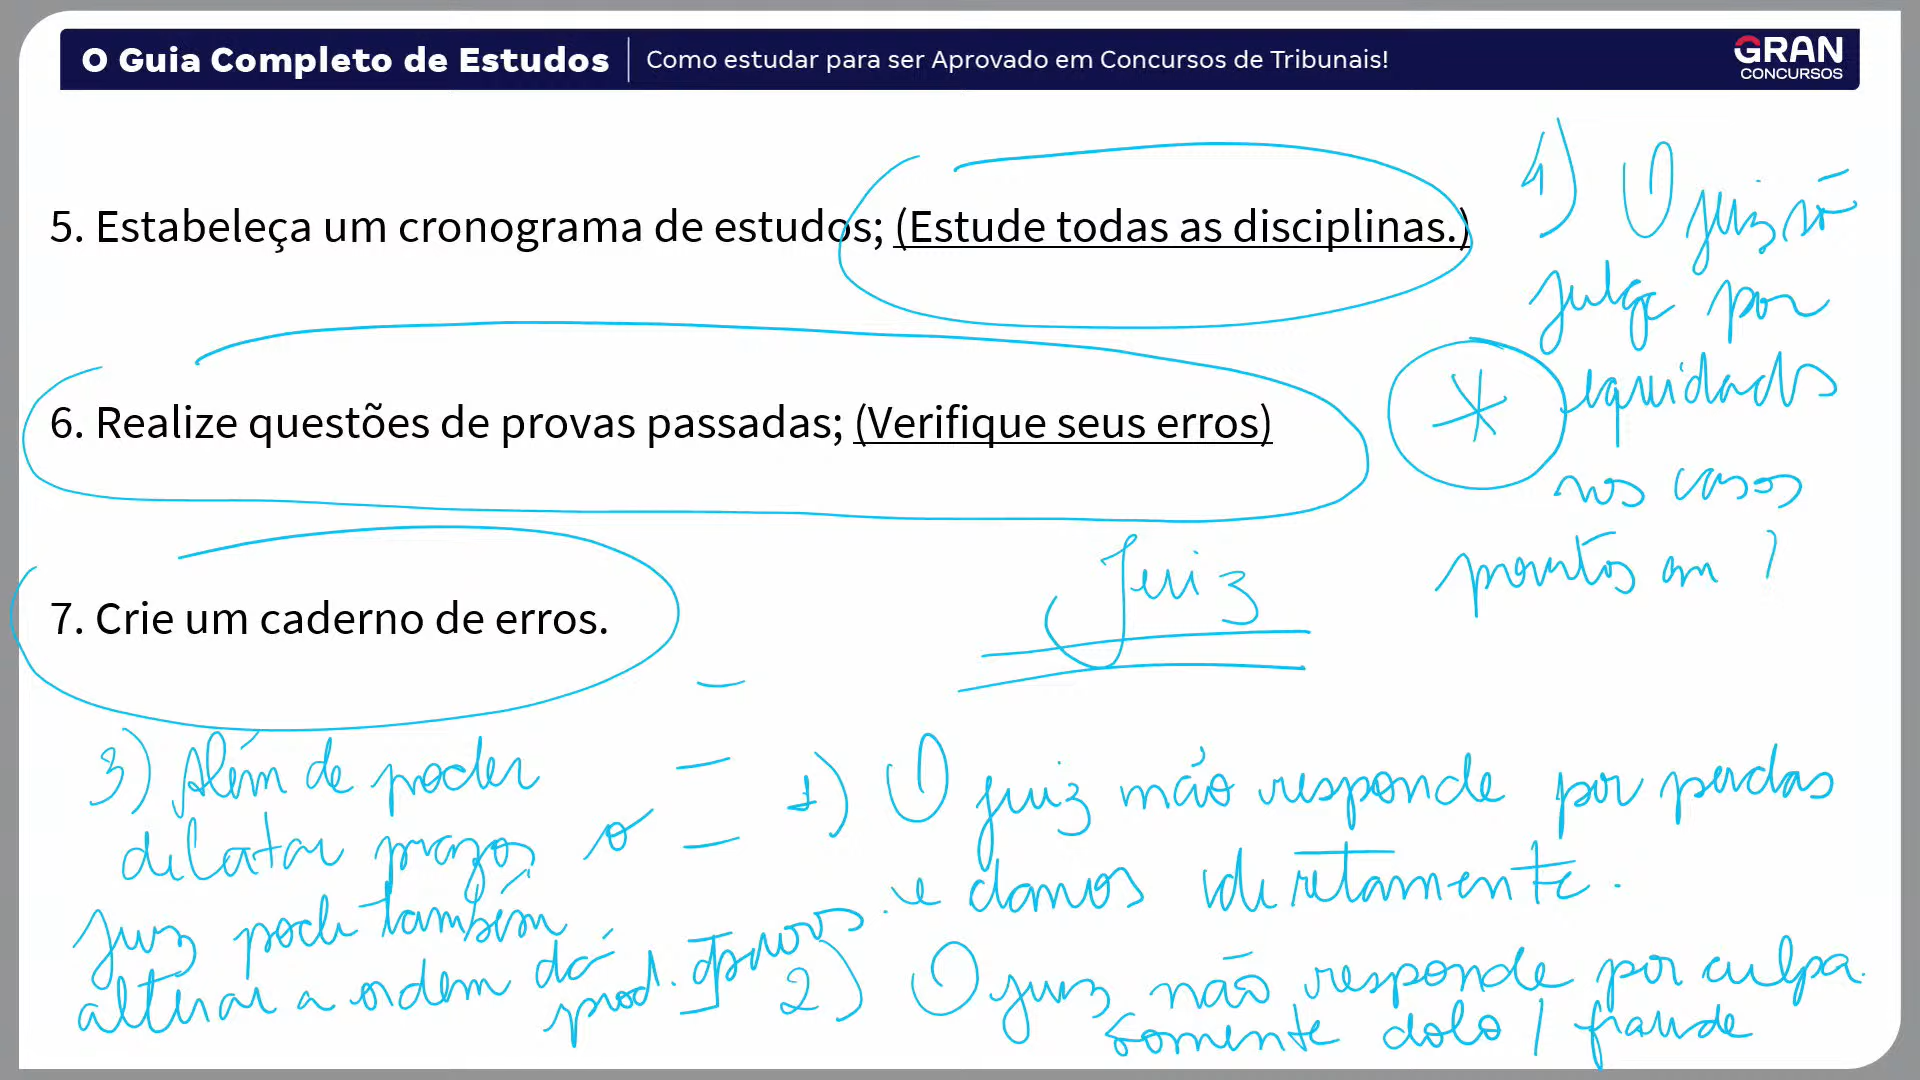 O Guia Completo de Estudos
Como estudar para ser Aprovado em Concursos de Tribunais!
GRAN
CONCURSOS
5. Estabeleça um cronograma de estudos; (Estude todas as disciplinas.)
6. Realize questões de provas passadas; (Verifique seus erros)
7. Crie um caderno de erros.
O juiz só
julga por
equidade
*
nos casos
em
Juiz
1) O juiz não responde por perdas
e danos diretamente.
2) O juiz não responde por culpa.
somente dolo / fraude
3) Além de poder
dilatar prazos o
juiz pode também
alterar a ordem da
prod. provas